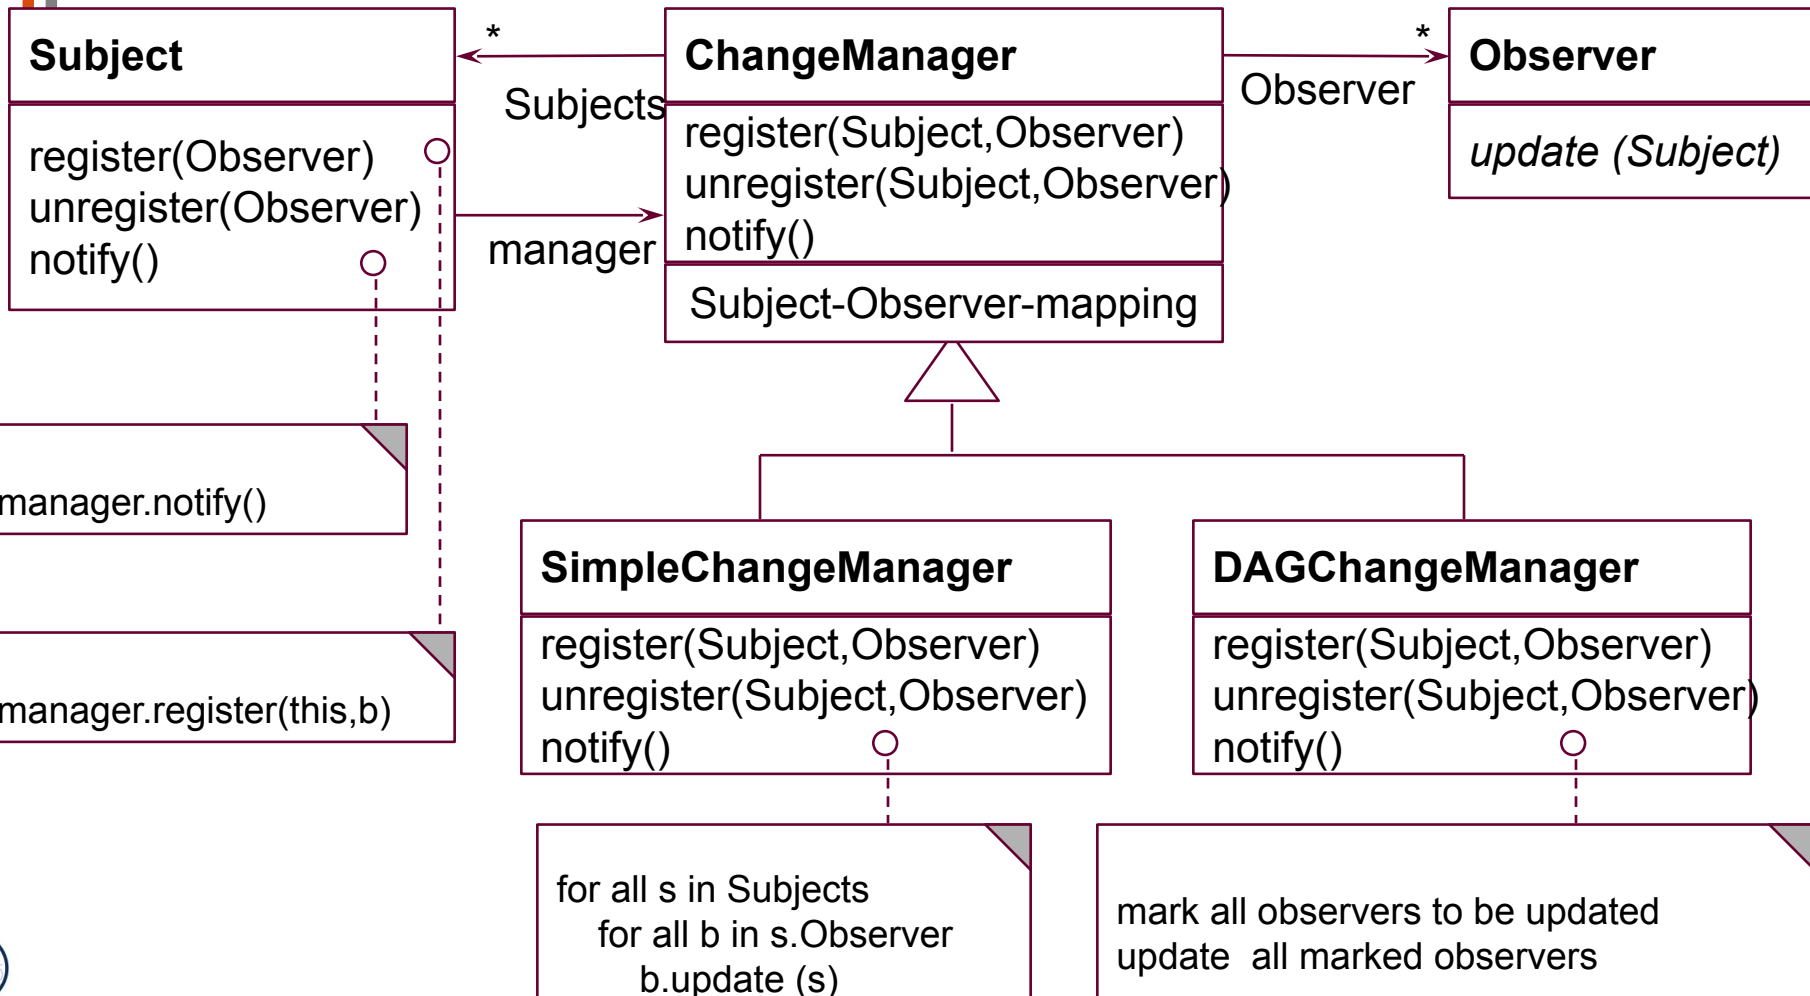 Subject
register(Observer)
unregister(Observer)
notify()
*
Subjects
manager
ChangeManager
register(Subject,Observer)
unregister(Subject,Observer)
notify()
Subject-Observer-mapping
*
Observer
Observer
update (Subject)
manager.notify()
manager.register(this,b)
SimpleChangeManager
register(Subject,Observer)
unregister(Subject,Observer)
notify()
for all s in Subjects
for all b in s.Observer
b.update (s)
DAGChangeManager
register(Subject,Observer)
unregister(Subject,Observer)
notify()
mark all observers to be updated
update all marked observers